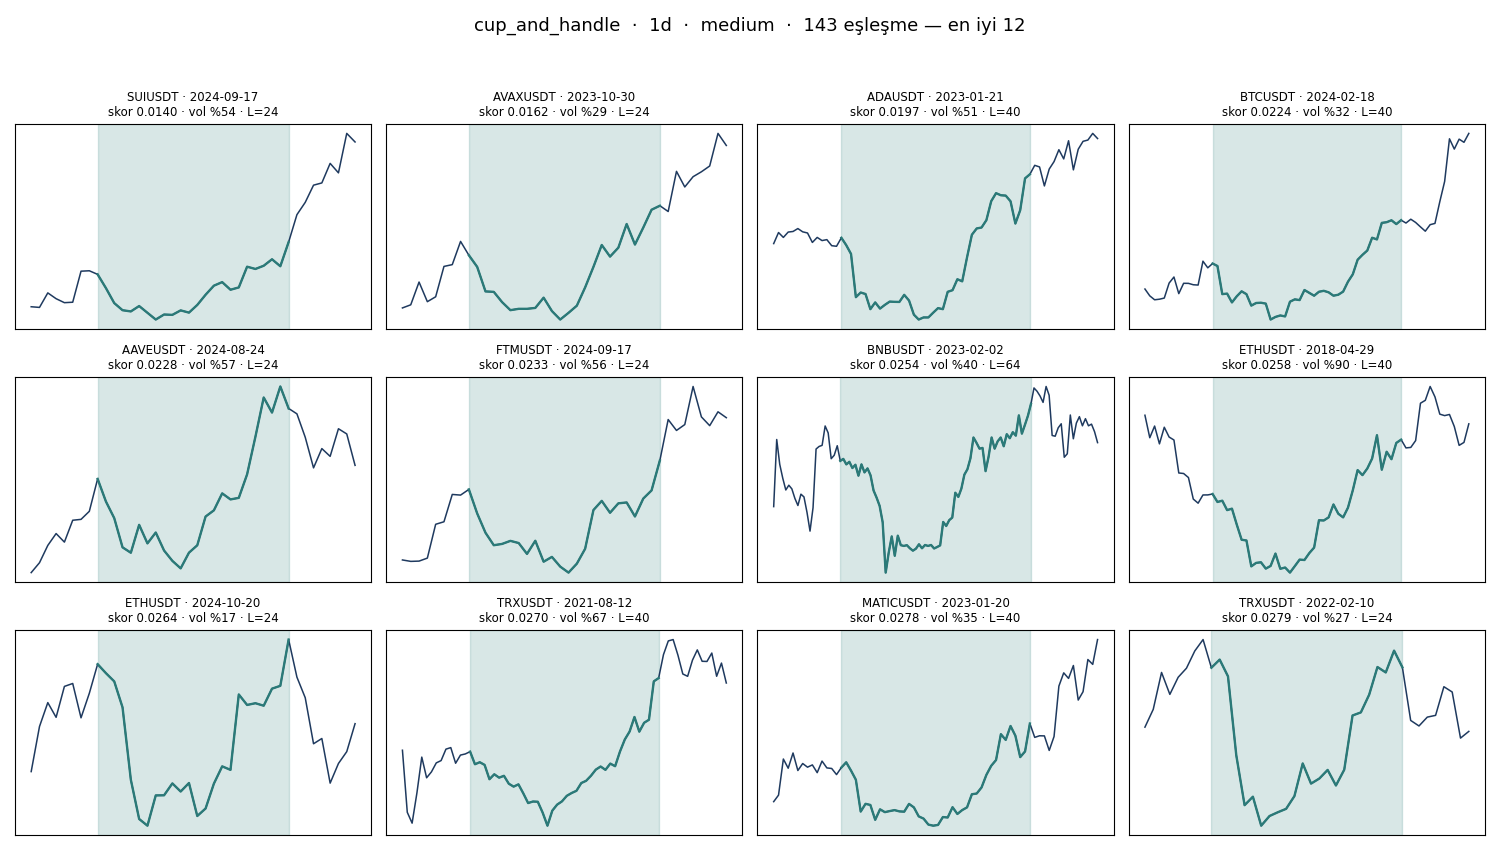 cup_and_handle · 1d · medium · 143 eşleşme — en iyi 12
SUIUSDT · 2024-09-17
skor 0.0140 · vol %54 · L=24
AVAXUSDT · 2023-10-30
skor 0.0162 · vol %29 · L=24
ADAUSDT · 2023-01-21
skor 0.0197 · vol %51 · L=40
BTCUSDT · 2024-02-18
skor 0.0224 · vol %32 · L=40
AAVEUSDT · 2024-08-24
skor 0.0228 · vol %57 · L=24
FTMUSDT · 2024-09-17
skor 0.0233 · vol %56 · L=24
BNBUSDT · 2023-02-02
skor 0.0254 · vol %40 · L=64
ETHUSDT · 2018-04-29
skor 0.0258 · vol %90 · L=40
ETHUSDT · 2024-10-20
skor 0.0264 · vol %17 · L=24
TRXUSDT · 2021-08-12
skor 0.0270 · vol %67 · L=40
MATICUSDT · 2023-01-20
skor 0.0278 · vol %35 · L=40
TRXUSDT · 2022-02-10
skor 0.0279 · vol %27 · L=24